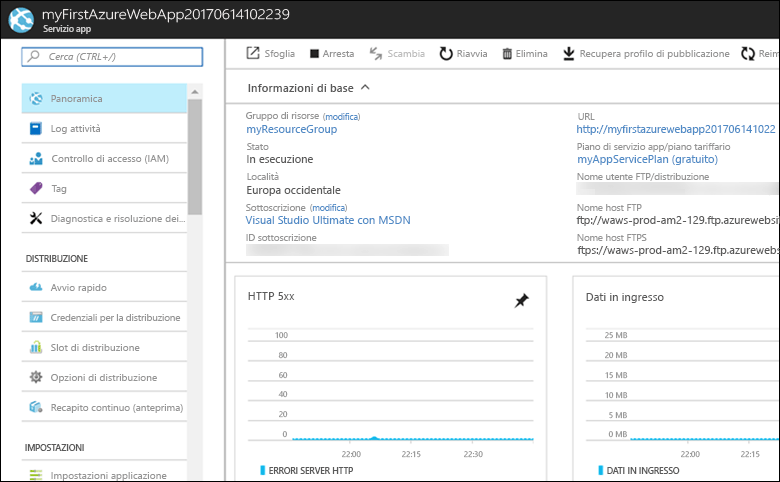 myFirstAzureWebApp20170614102239
Servizio app
Cerca (CTRL+/)
Sfoglia
Arresta
Scambia
Riavvia
Elimina
Recupera profilo di pubblicazione
Reim
Panoramica
Log attività
Controllo di accesso (IAM)
Tag
Diagnostica e risoluzione dei...
DISTRIBUZIONE
Avvio rapido
Credenziali per la distribuzione
Slot di distribuzione
Opzioni di distribuzione
Recapito continuo (anteprima)
IMPOSTAZIONI
Impostazioni applicazione
Informazioni di base
Gruppo di risorse (modifica)
myResourceGroup
Stato
In esecuzione
Località
Europa occidentale
Sottoscrizione (modifica)
Visual Studio Ultimate con MSDN
ID sottoscrizione
URL
http://myfirstazurewebapp201706141022
Piano di servizio app/piano tariffario
myAppServicePlan (gratuito)
Nome utente FTP/distribuzione
Nome host FTP
ftp://waws-prod-am2-129.ftp.azurewebsi
Nome host FTPS
ftps://waws-prod-am2-129.ftp.azurewebs
HTTP 5xx
100
80
60
40
20
0
22:00
22:15
22:30
ERRORI SERVER HTTP
Dati in ingresso
25 MB
20 MB
15 MB
10 MB
5 MB
0 MB
22:00
22:15
DATI IN INGRESSO